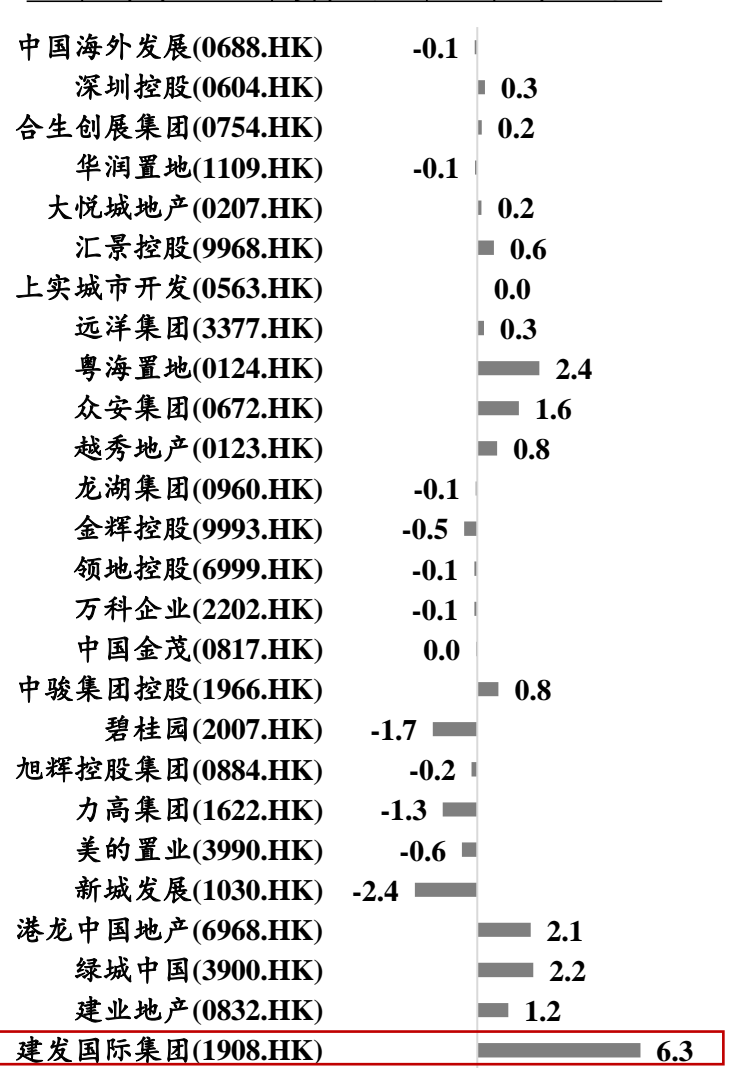 中国海外发展(0688.HK) -0.1
深圳控股(0604.HK) 0.3
合生创展集团(0754.HK) 0.2
华润置地(1109.HK) -0.1
大悦城地产(0207.HK) 0.2
汇景控股(9968.HK) 0.6
上实城市开发(0563.HK) 0.0
远洋集团(3377.HK) 0.3
粤海置地(0124.HK) 2.4
众安集团(0672.HK) 1.6
越秀地产(0123.HK) 0.8
龙湖集团(0960.HK) -0.1
金辉控股(9993.HK) -0.5
领地控股(6999.HK) -0.1
万科企业(2202.HK) -0.1
中国金茂(0817.HK) 0.0
中骏集团控股(1966.HK) 0.8
碧桂园(2007.HK) -1.7
旭辉控股集团(0884.HK) -0.2
力高集团(1622.HK) -1.3
美的置业(3990.HK) -0.6
新城发展(1030.HK) -2.4
港龙中国地产(6968.HK) 2.1
绿城中国(3900.HK) 2.2
建业地产(0832.HK) 1.2
建发国际集团(1908.HK) 6.3